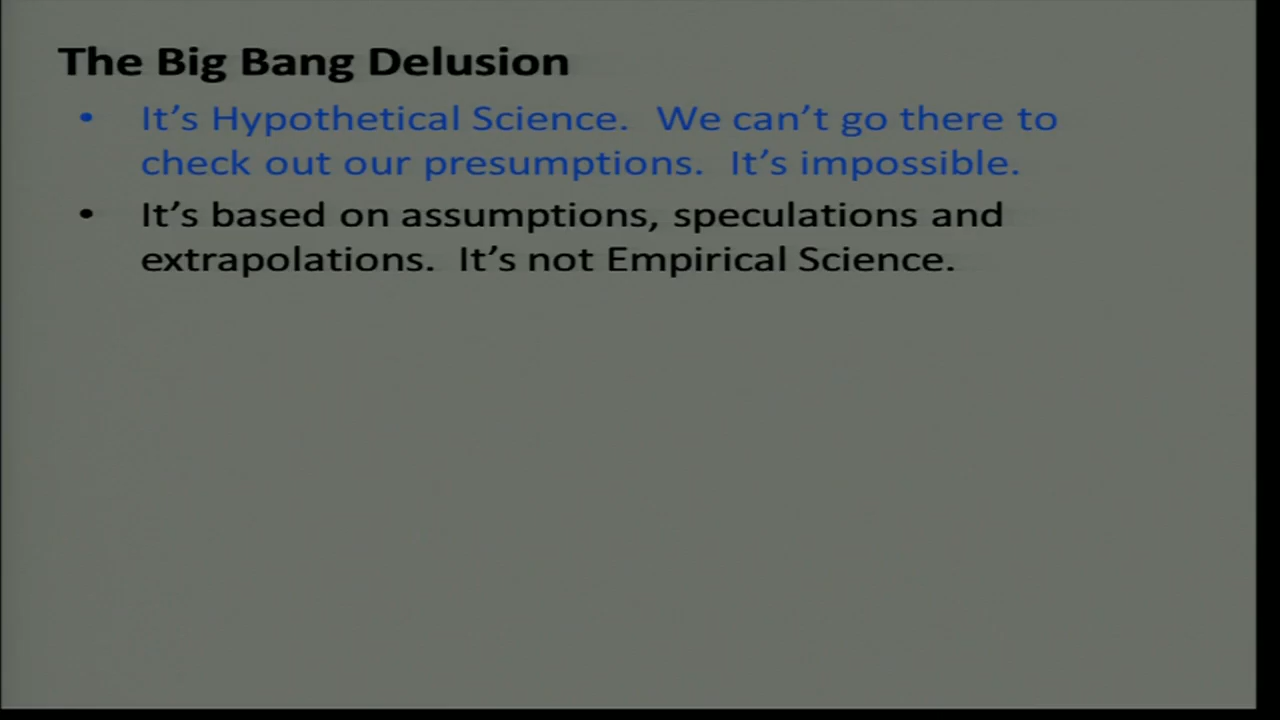 The Big Bang Delusion
• It’s Hypothetical Science. We can’t go there to
check out our presumptions. It’s impossible.
• It’s based on assumptions, speculations and
extrapolations. It’s not Empirical Science.